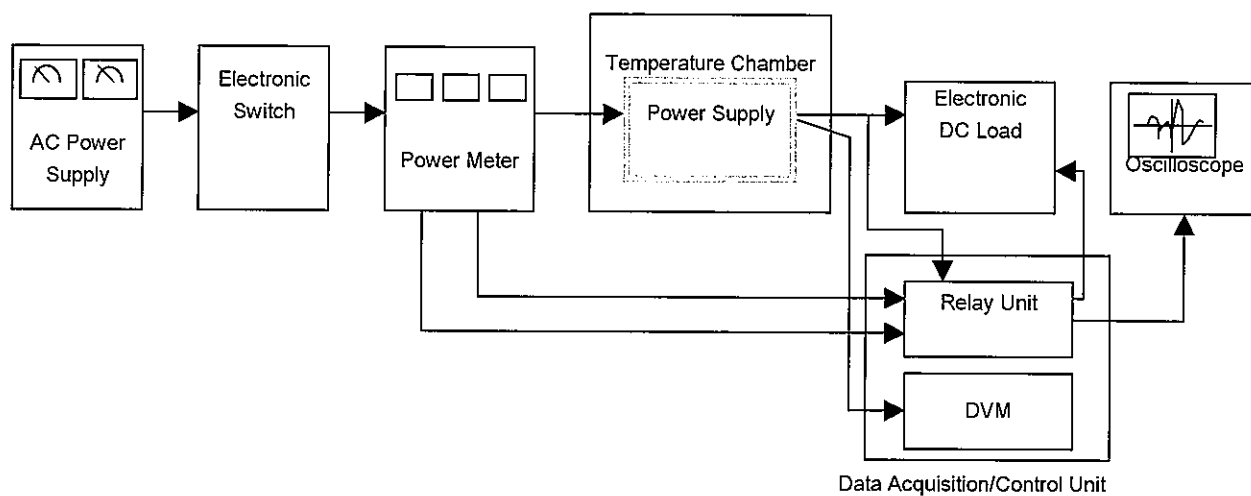 AC Power
Supply
Electronic
Switch
Power Meter
Temperature Chamber
Power Supply
Electronic
DC Load
Oscilloscope
Relay Unit
DVM
Data Acquisition/Control Unit